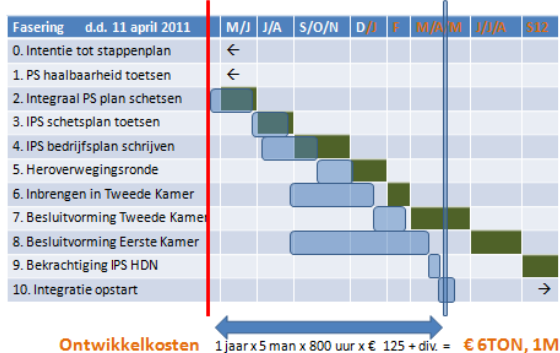 Fasering d.d. 11 april 2011 M/J J/A S/O/N D/J F M/A/M J/J/A S12
0. Intentie tot stappenplan ←
1. PS haalbaarheid toetsen ←
2. Integraal PS plan schetsen
3. IPS schetsplan toetsen
4. IPS bedrijfsplan schrijven
5. Heroverwegingsronde
6. Inbrengen in Tweede Kamer
7. Besluitvorming Tweede Kamer
8. Besluitvorming Eerste Kamer
9. Bekrachtiging IPS HDN
10. Integratie opstart →
Ontwikkelkosten 1 jaar x 5 man x 800 uur x € 125 + div. = € 6TON, 1M